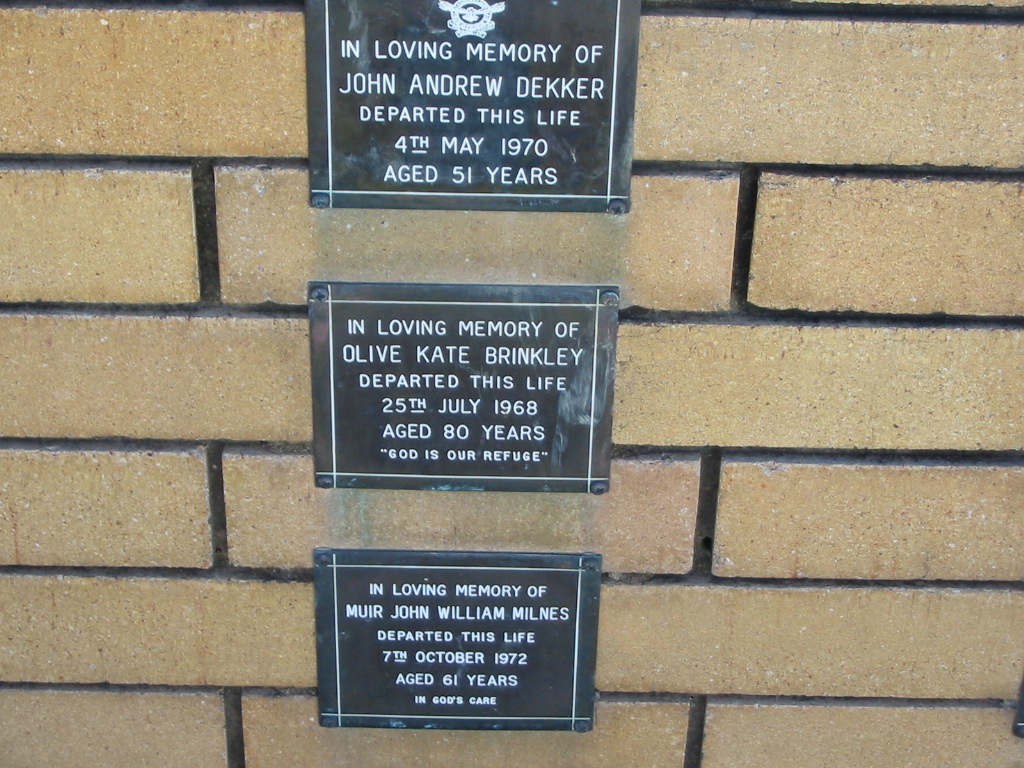 IN LOVING MEMORY OF
JOHN ANDREW DEKKER
DEPARTED THIS LIFE
4TH MAY 1970
AGED 51 YEARS
IN LOVING MEMORY OF
OLIVE KATE BRINKLEY
DEPARTED THIS LIFE
25TH JULY 1968
AGED 80 YEARS
"GOD IS OUR REFUGE"
IN LOVING MEMORY OF
MUIR JOHN WILLIAM MILNES
DEPARTED THIS LIFE
7TH OCTOBER 1972
AGED 61 YEARS
IN GOD'S CARE